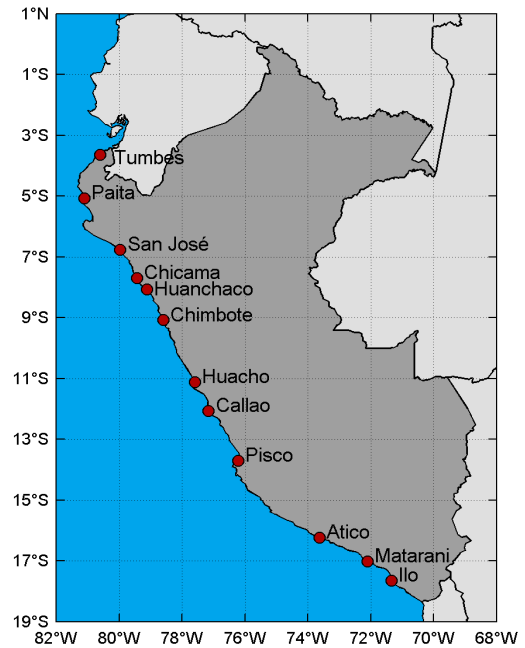 1°N
1°S
3°S
Tumbes
5°S
Paita
7°S
San José
Chicama
Huanchaco
9°S
Chimbote
11°S
Huacho
Callao
13°S
Pisco
15°S
Atico
17°S
Matarani
Ilo
19°S
82°W 80°W 78°W 76°W 74°W 72°W 70°W 68°W